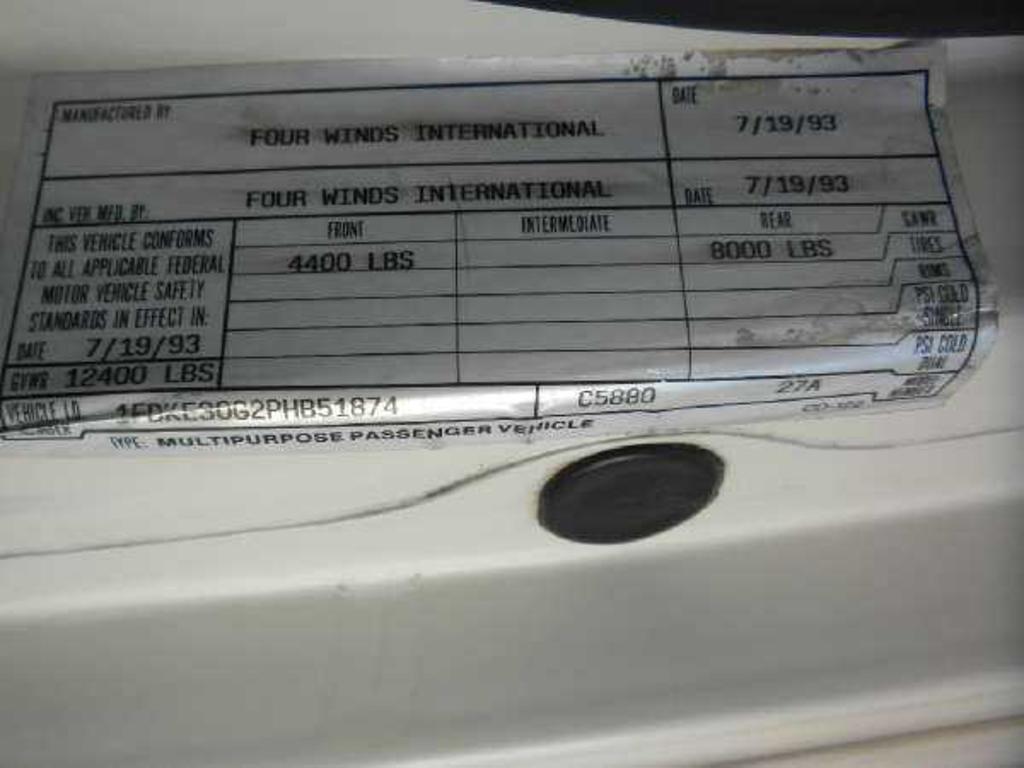 MANUFACTURED BY
FOUR WINDS INTERNATIONAL
DATE
7/19/93
INC VEH. MFD. BY:
FOUR WINDS INTERNATIONAL
DATE 7/19/93
THIS VEHICLE CONFORMS
TO ALL APPLICABLE FEDERAL
MOTOR VEHICLE SAFETY
STANDARDS IN EFFECT IN:
DATE 7/19/93
GVWR 12400 LBS
FRONT INTERMEDIATE REAR GAWR
4400 LBS 8000 LBS TIRES
RIMS
PSI COLD
SINGLE
PSI COLD
DUAL
VEHICLE I.D. 1FDKE30G2PHB51874 C5880 27A
NUMBER
TYPE: MULTIPURPOSE PASSENGER VEHICLE